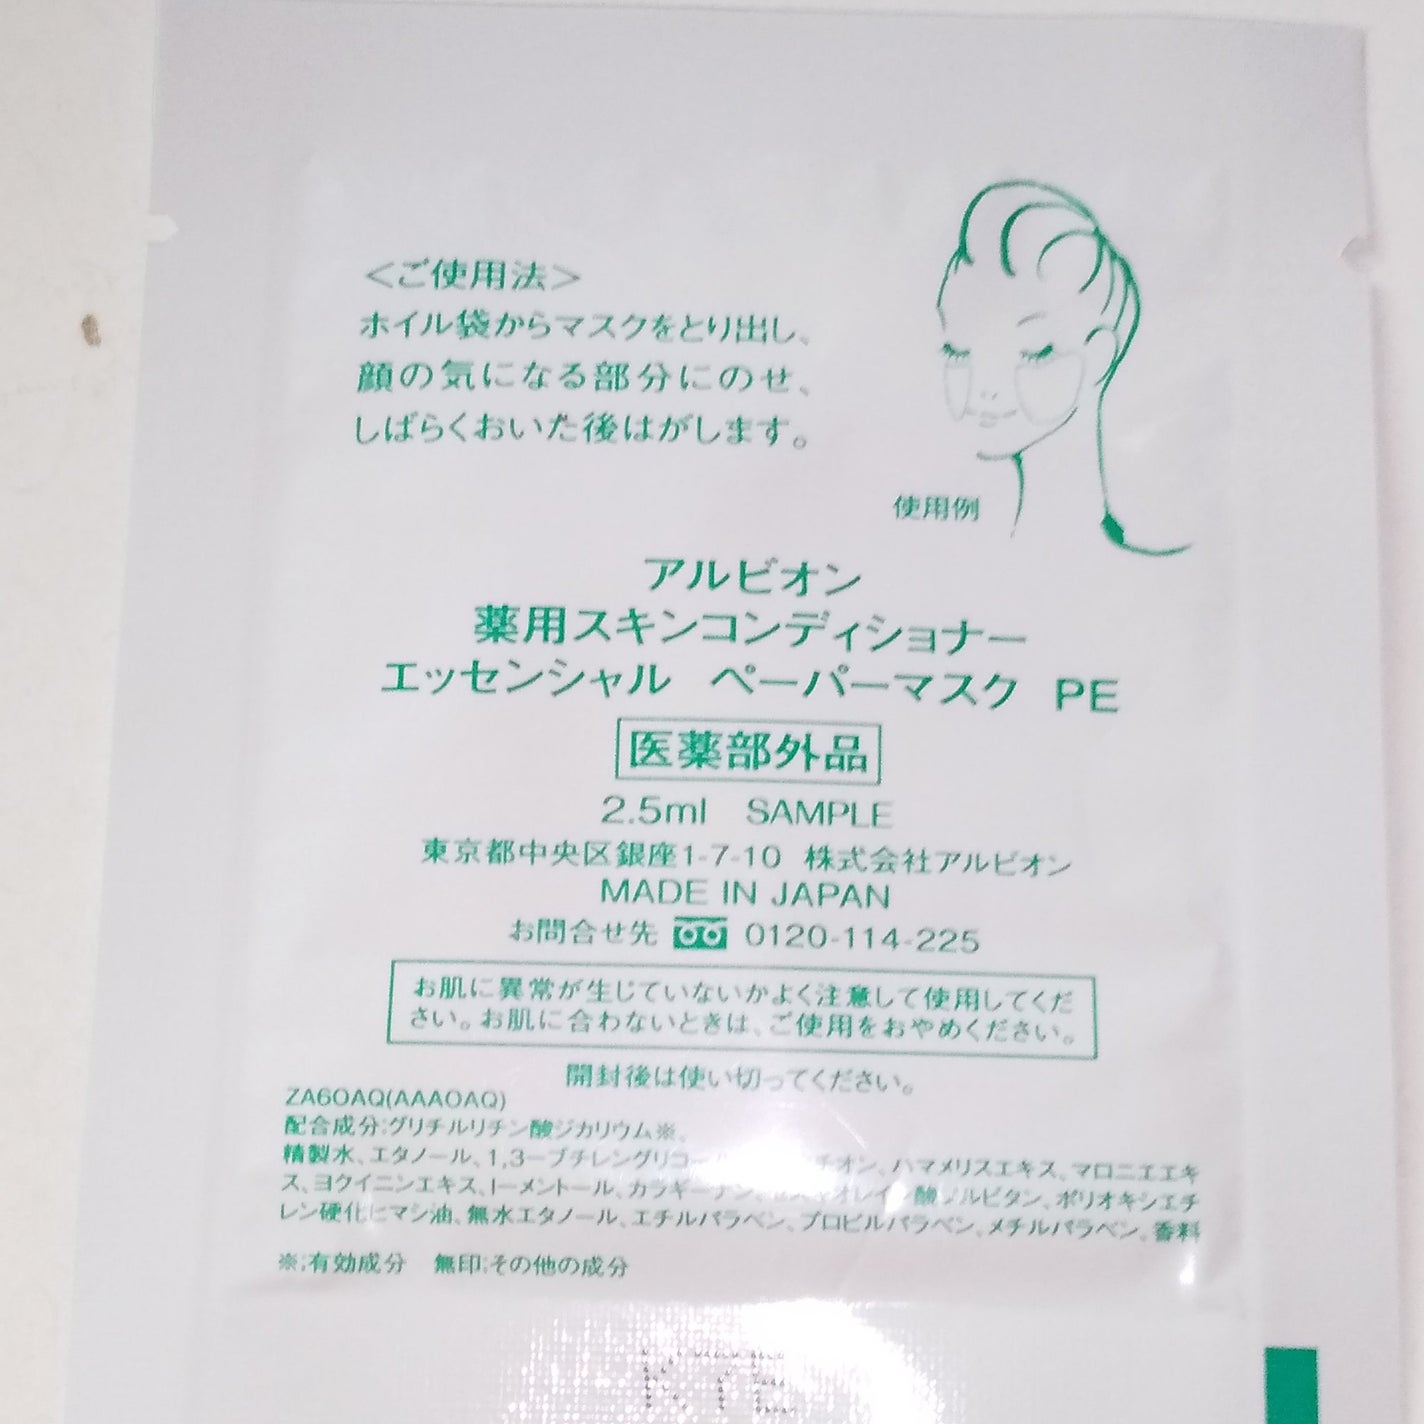 ＜ご使用法＞
ホイル袋からマスクをとり出し、
顔の気になる部分にのせ、
しばらくおいた後はがします。
使用例
アルビオン
薬用スキンコンディショナー
エッセンシャル ペーパーマスク PE
医薬部外品
2.5ml SAMPLE
東京都中央区銀座1-7-10 株式会社アルビオン
MADE IN JAPAN
お問合せ先 0120-114-225
お肌に異常が生じていないかよく注意して使用してくだ
さい。お肌に合わないときは、ご使用をおやめください。
開封後は使い切ってください。
ZA6OAQ(AAAOAQ)
配合成分:グリチルリチン酸ジカリウム※、
精製水、エタノール、1,3ーブチレングリコー チオン、ハマメリスエキス、マロニエエキ
ス、ヨクイニンエキス、lーメントール、カラギーナン、 オレイン酸ソルビタン、ポリオキシエチ
レン硬化ヒマシ油、無水エタノール、エチルパラベン、プロピルパラベン、メチルパラベン、香料
※:有効成分 無印:その他の成分